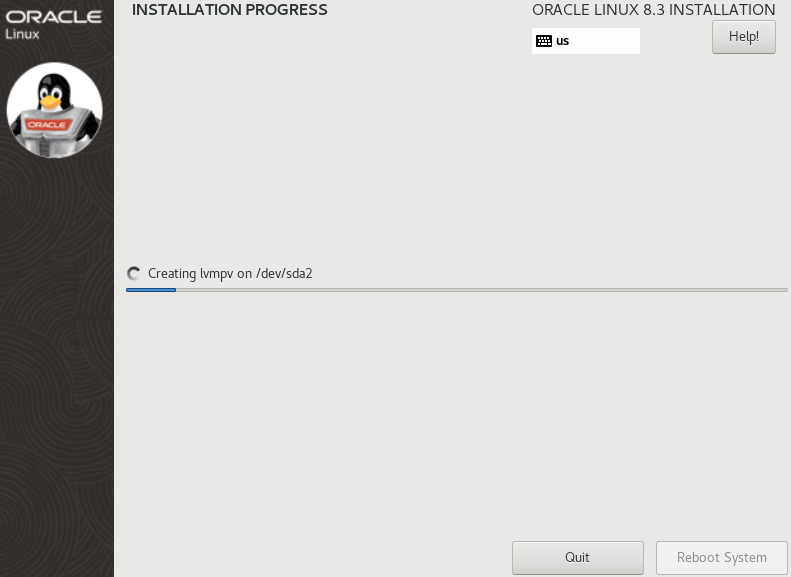 ORACLE
Linux
ORACLE
INSTALLATION PROGRESS
ORACLE LINUX 8.3 INSTALLATION
us
Help!
Creating lvmpv on /dev/sda2
Quit
Reboot System